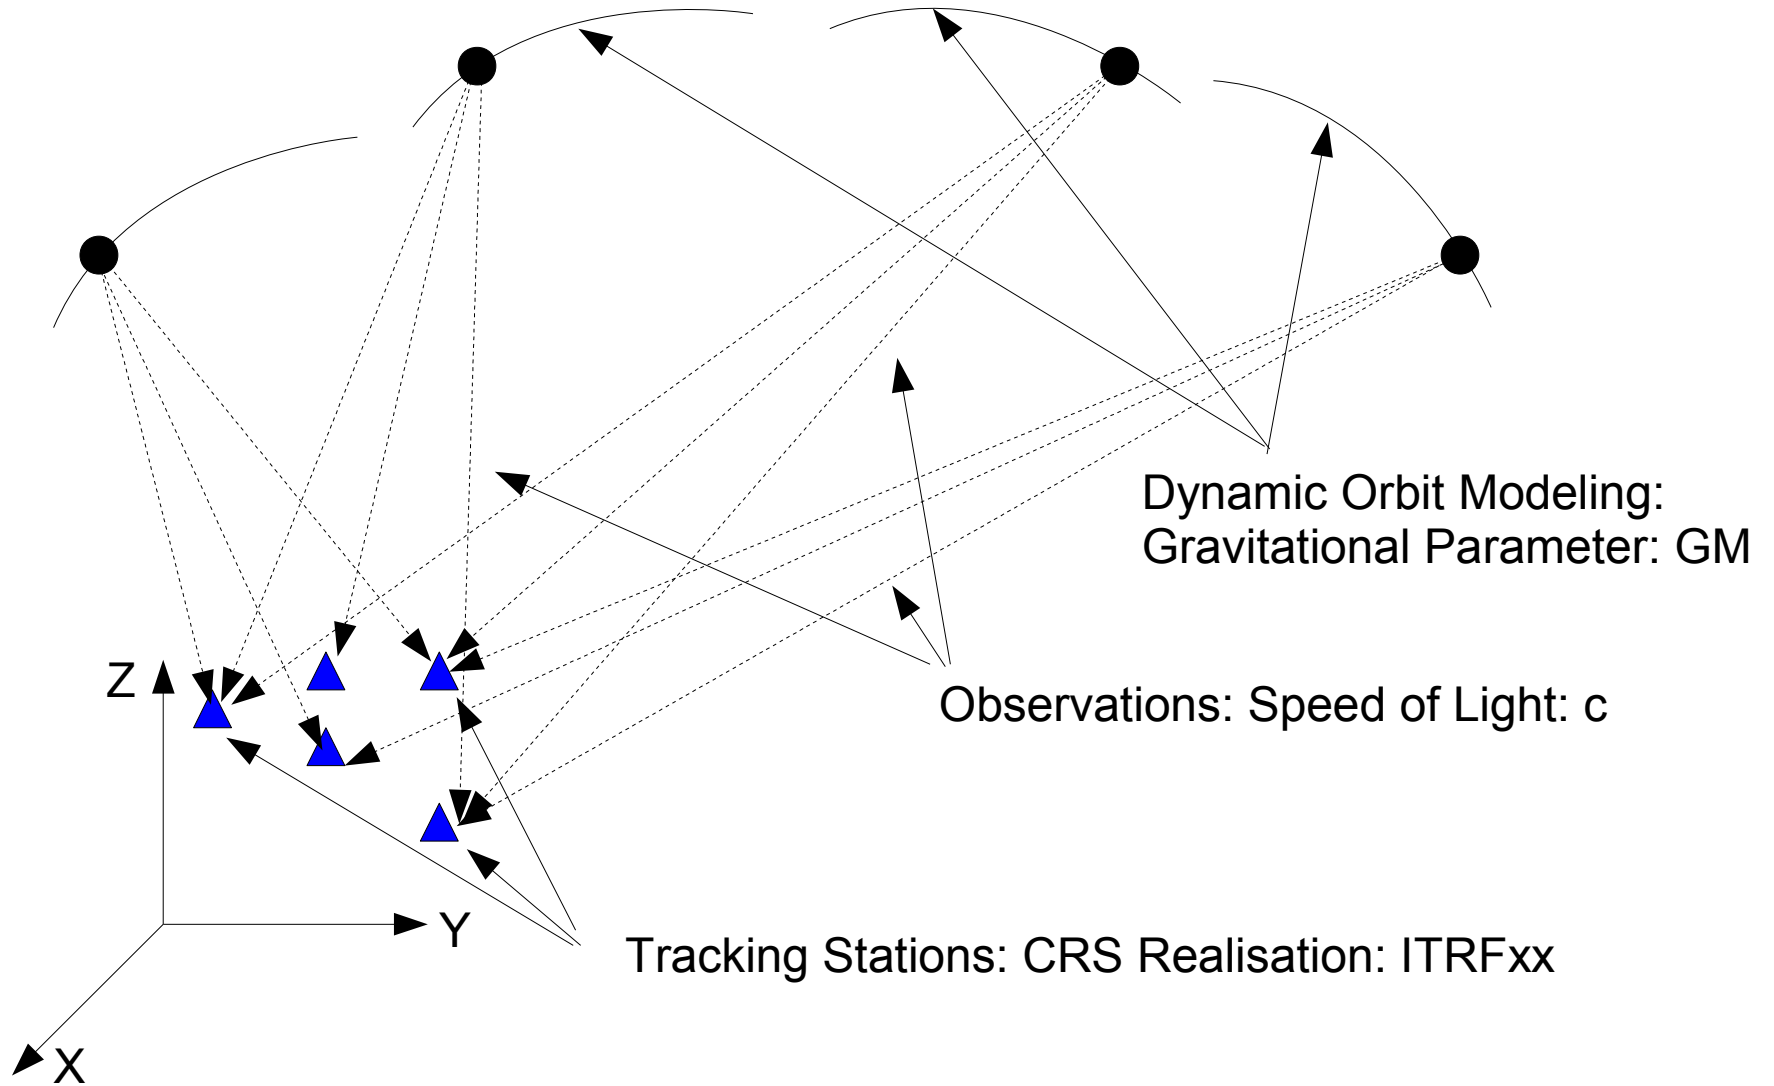 Dynamic Orbit Modeling:
Gravitational Parameter: GM
Z
Observations: Speed of Light: c
Y
Tracking Stations: CRS Realisation: ITRFxx
X